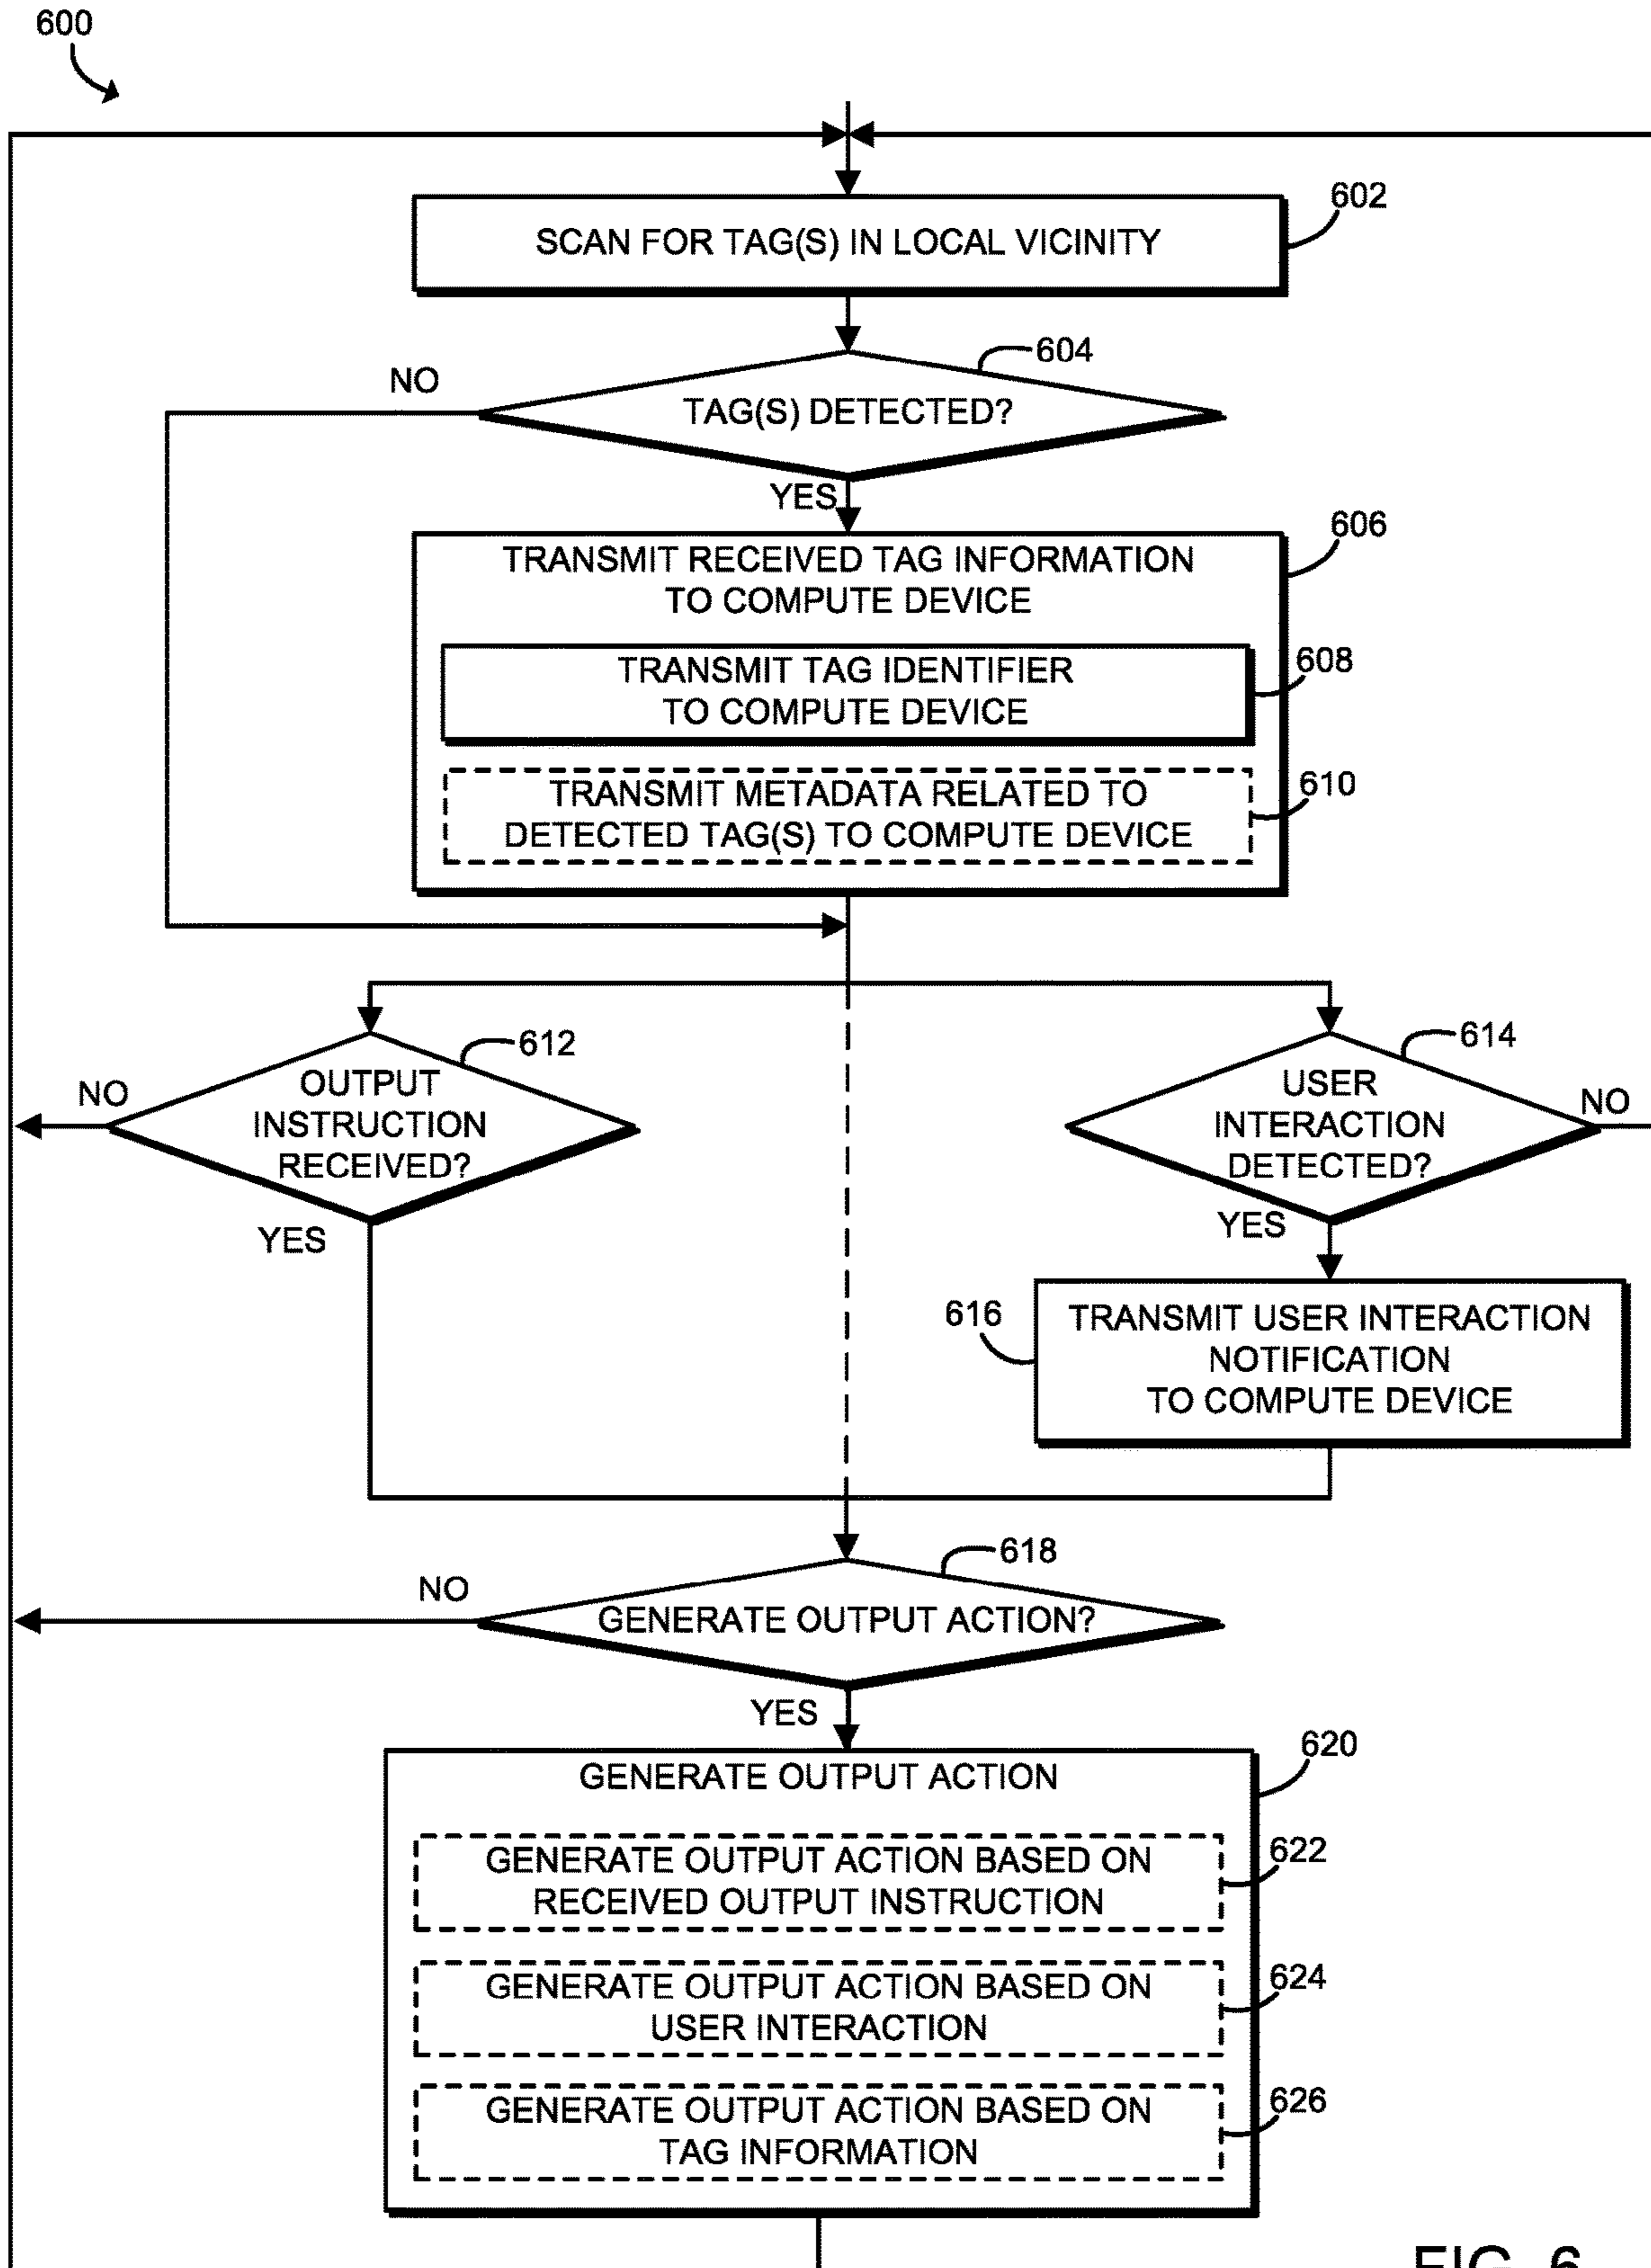 600
602
SCAN FOR TAG(S) IN LOCAL VICINITY
604
NO
TAG(S) DETECTED?
YES
606
TRANSMIT RECEIVED TAG INFORMATION
TO COMPUTE DEVICE
608
TRANSMIT TAG IDENTIFIER
TO COMPUTE DEVICE
610
TRANSMIT METADATA RELATED TO
DETECTED TAG(S) TO COMPUTE DEVICE
612
NO
OUTPUT
INSTRUCTION
RECEIVED?
YES
614
USER
INTERACTION
DETECTED?
NO
YES
616
TRANSMIT USER INTERACTION
NOTIFICATION
TO COMPUTE DEVICE
618
NO
GENERATE OUTPUT ACTION?
YES
620
GENERATE OUTPUT ACTION
622
GENERATE OUTPUT ACTION BASED ON
RECEIVED OUTPUT INSTRUCTION
624
GENERATE OUTPUT ACTION BASED ON
USER INTERACTION
626
GENERATE OUTPUT ACTION BASED ON
TAG INFORMATION
FIG. 6